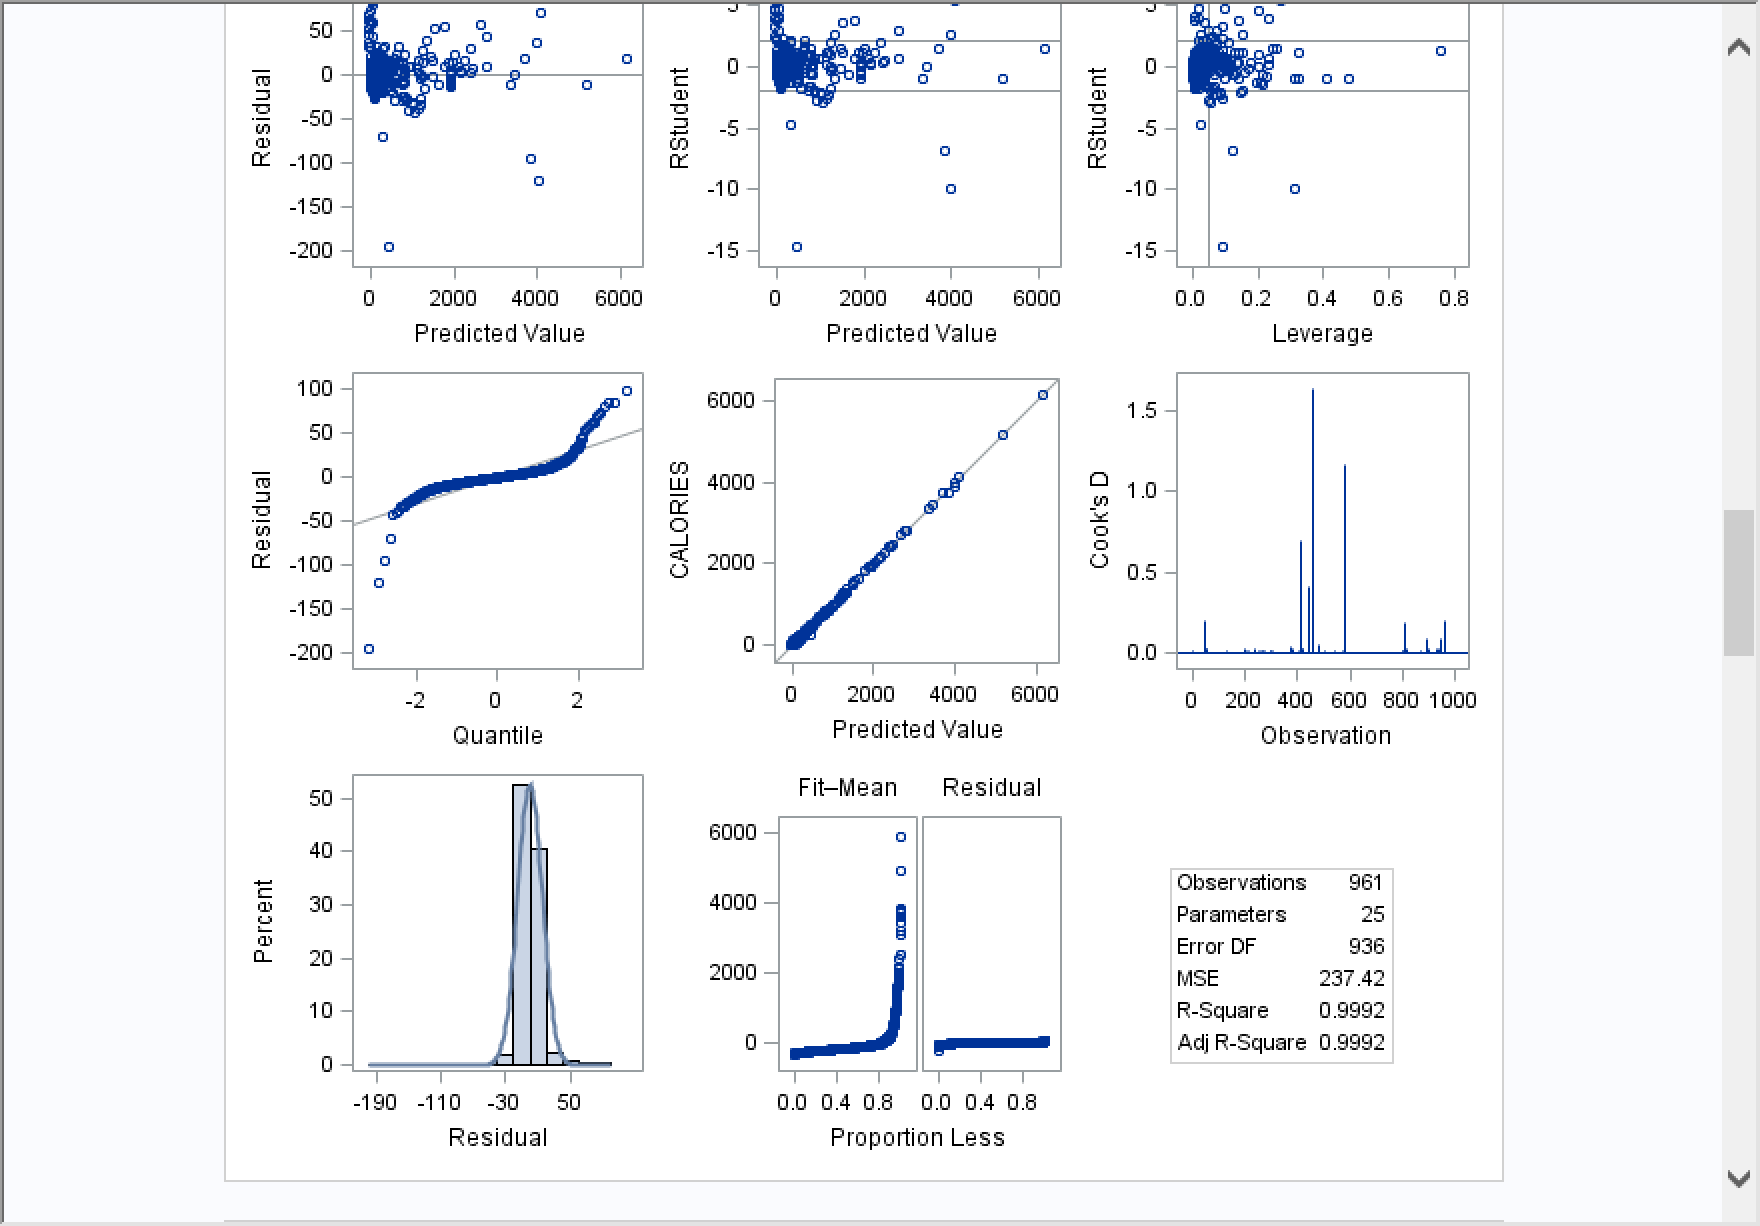 50
0
-50
-100
-150
-200
Residual
0 2000 4000 6000
Predicted Value
0
-5
-10
-15
RStudent
0 2000 4000 6000
Predicted Value
0
-5
-10
-15
RStudent
0.0 0.2 0.4 0.6 0.8
Leverage
100
50
0
-50
-100
-150
-200
Residual
-2 0 2
Quantile
6000
4000
2000
0
CALORIES
0 2000 4000 6000
Predicted Value
1.5
1.0
0.5
0.0
Cook's D
0 200 400 600 800 1000
Observation
50
40
30
20
10
0
Percent
-190 -110 -30 50
Residual
Fit–Mean Residual
6000
4000
2000
0
0.0 0.4 0.8 0.0 0.4 0.8
Proportion Less
Observations 961
Parameters 25
Error DF 936
MSE 237.42
R-Square 0.9992
Adj R-Square 0.9992